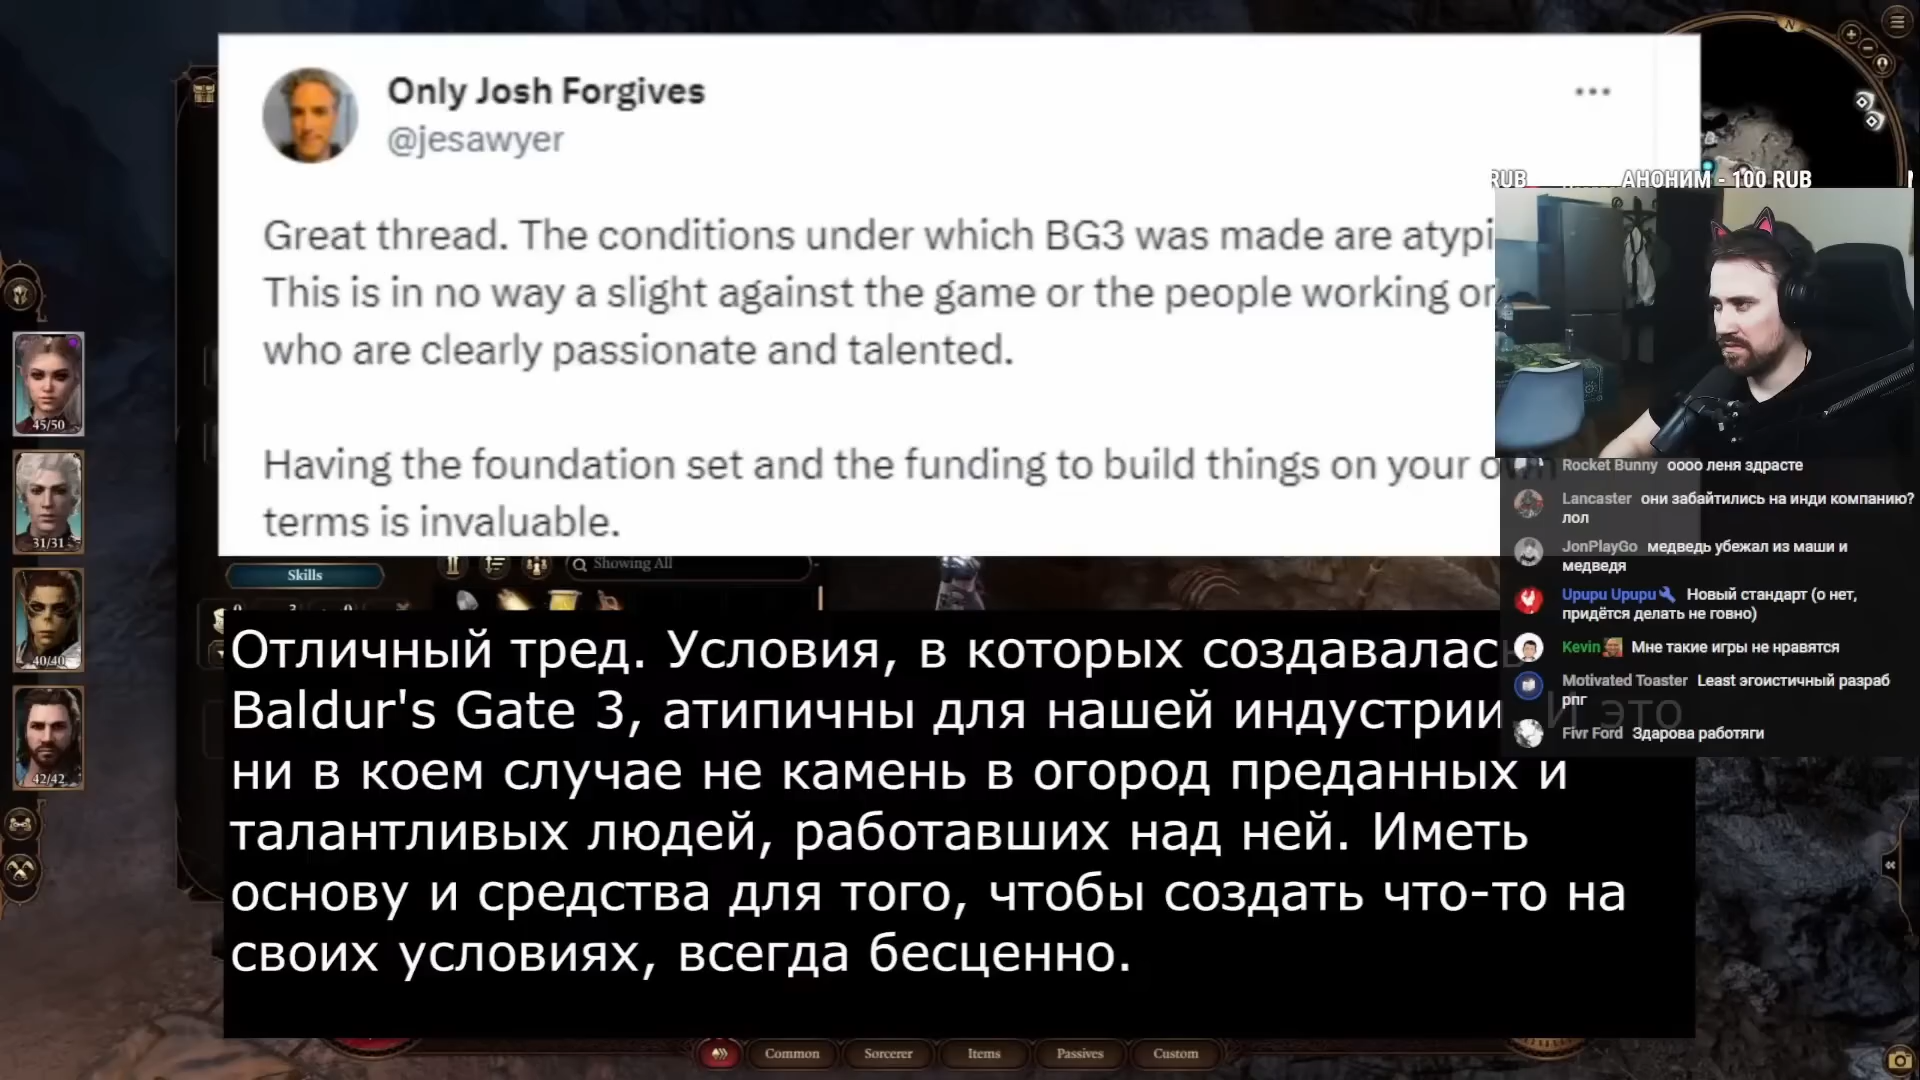 Only Josh Forgives
@jesawyer
Great thread. The conditions under which BG3 was made are atypi
This is in no way a slight against the game or the people working on
who are clearly passionate and talented.
Having the foundation set and the funding to build things on your own
terms is invaluable.
N
RUB АНОНИМ - 100 RUB
Rocket Bunny оооо леня здрасте
Lancaster они забайтились на инди компанию?
лол
JonPlayGo медведь убежал из маши и
медведя
Upupu Upupu Новый стандарт (о нет,
придётся делать не говно)
Kevin Мне такие игры не нравятся
Motivated Toaster Least эгоистичный разраб
рпг
Fivr Ford Здарова работяги
45/50
31/31
40/40
42/42
Skills
Showing All
Отличный тред. Условия, в которых создавалась
Baldur's Gate 3, атипичны для нашей индустрии. И это
ни в коем случае не камень в огород преданных и
талантливых людей, работавших над ней. Иметь
основу и средства для того, чтобы создать что-то на
своих условиях, всегда бесценно.
Common Sorcerer Items Passives Custom